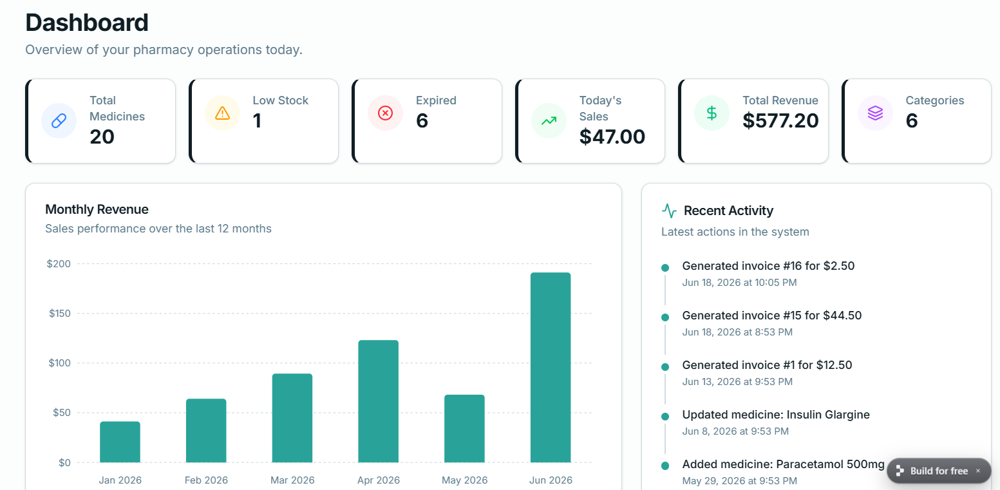 Dashboard
Overview of your pharmacy operations today.
Total
Medicines
20
Low Stock
1
Expired
6
Today's
Sales
$47.00
Total Revenue
$577.20
Categories
6
Monthly Revenue
Sales performance over the last 12 months
$200
$150
$100
$50
$0
Jan 2026
Feb 2026
Mar 2026
Apr 2026
May 2026
Jun 2026
Recent Activity
Latest actions in the system
Generated invoice #16 for $2.50
Jun 18, 2026 at 10:05 PM
Generated invoice #15 for $44.50
Jun 18, 2026 at 8:53 PM
Generated invoice #1 for $12.50
Jun 13, 2026 at 9:53 PM
Updated medicine: Insulin Glargine
Jun 8, 2026 at 9:53 PM
Added medicine: Paracetamol 500mg
May 29, 2026 at 9:53 PM
Build for free ×